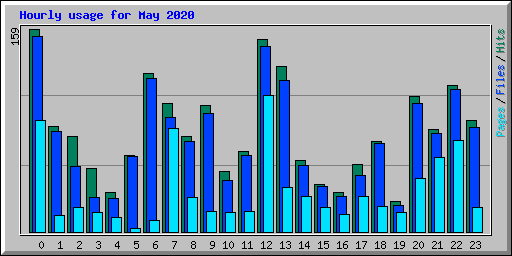 Hourly usage for May 2020
159
Pages/Files/Hits
0 1 2 3 4 5 6 7 8 9 10 11 12 13 14 15 16 17 18 19 20 21 22 23